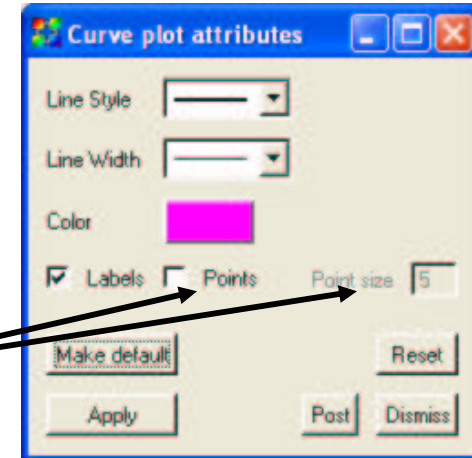 Curve plot attributes
Line Style
Line Width
Color
Labels Points Point size 5
Make default Reset
Apply Post Dismiss